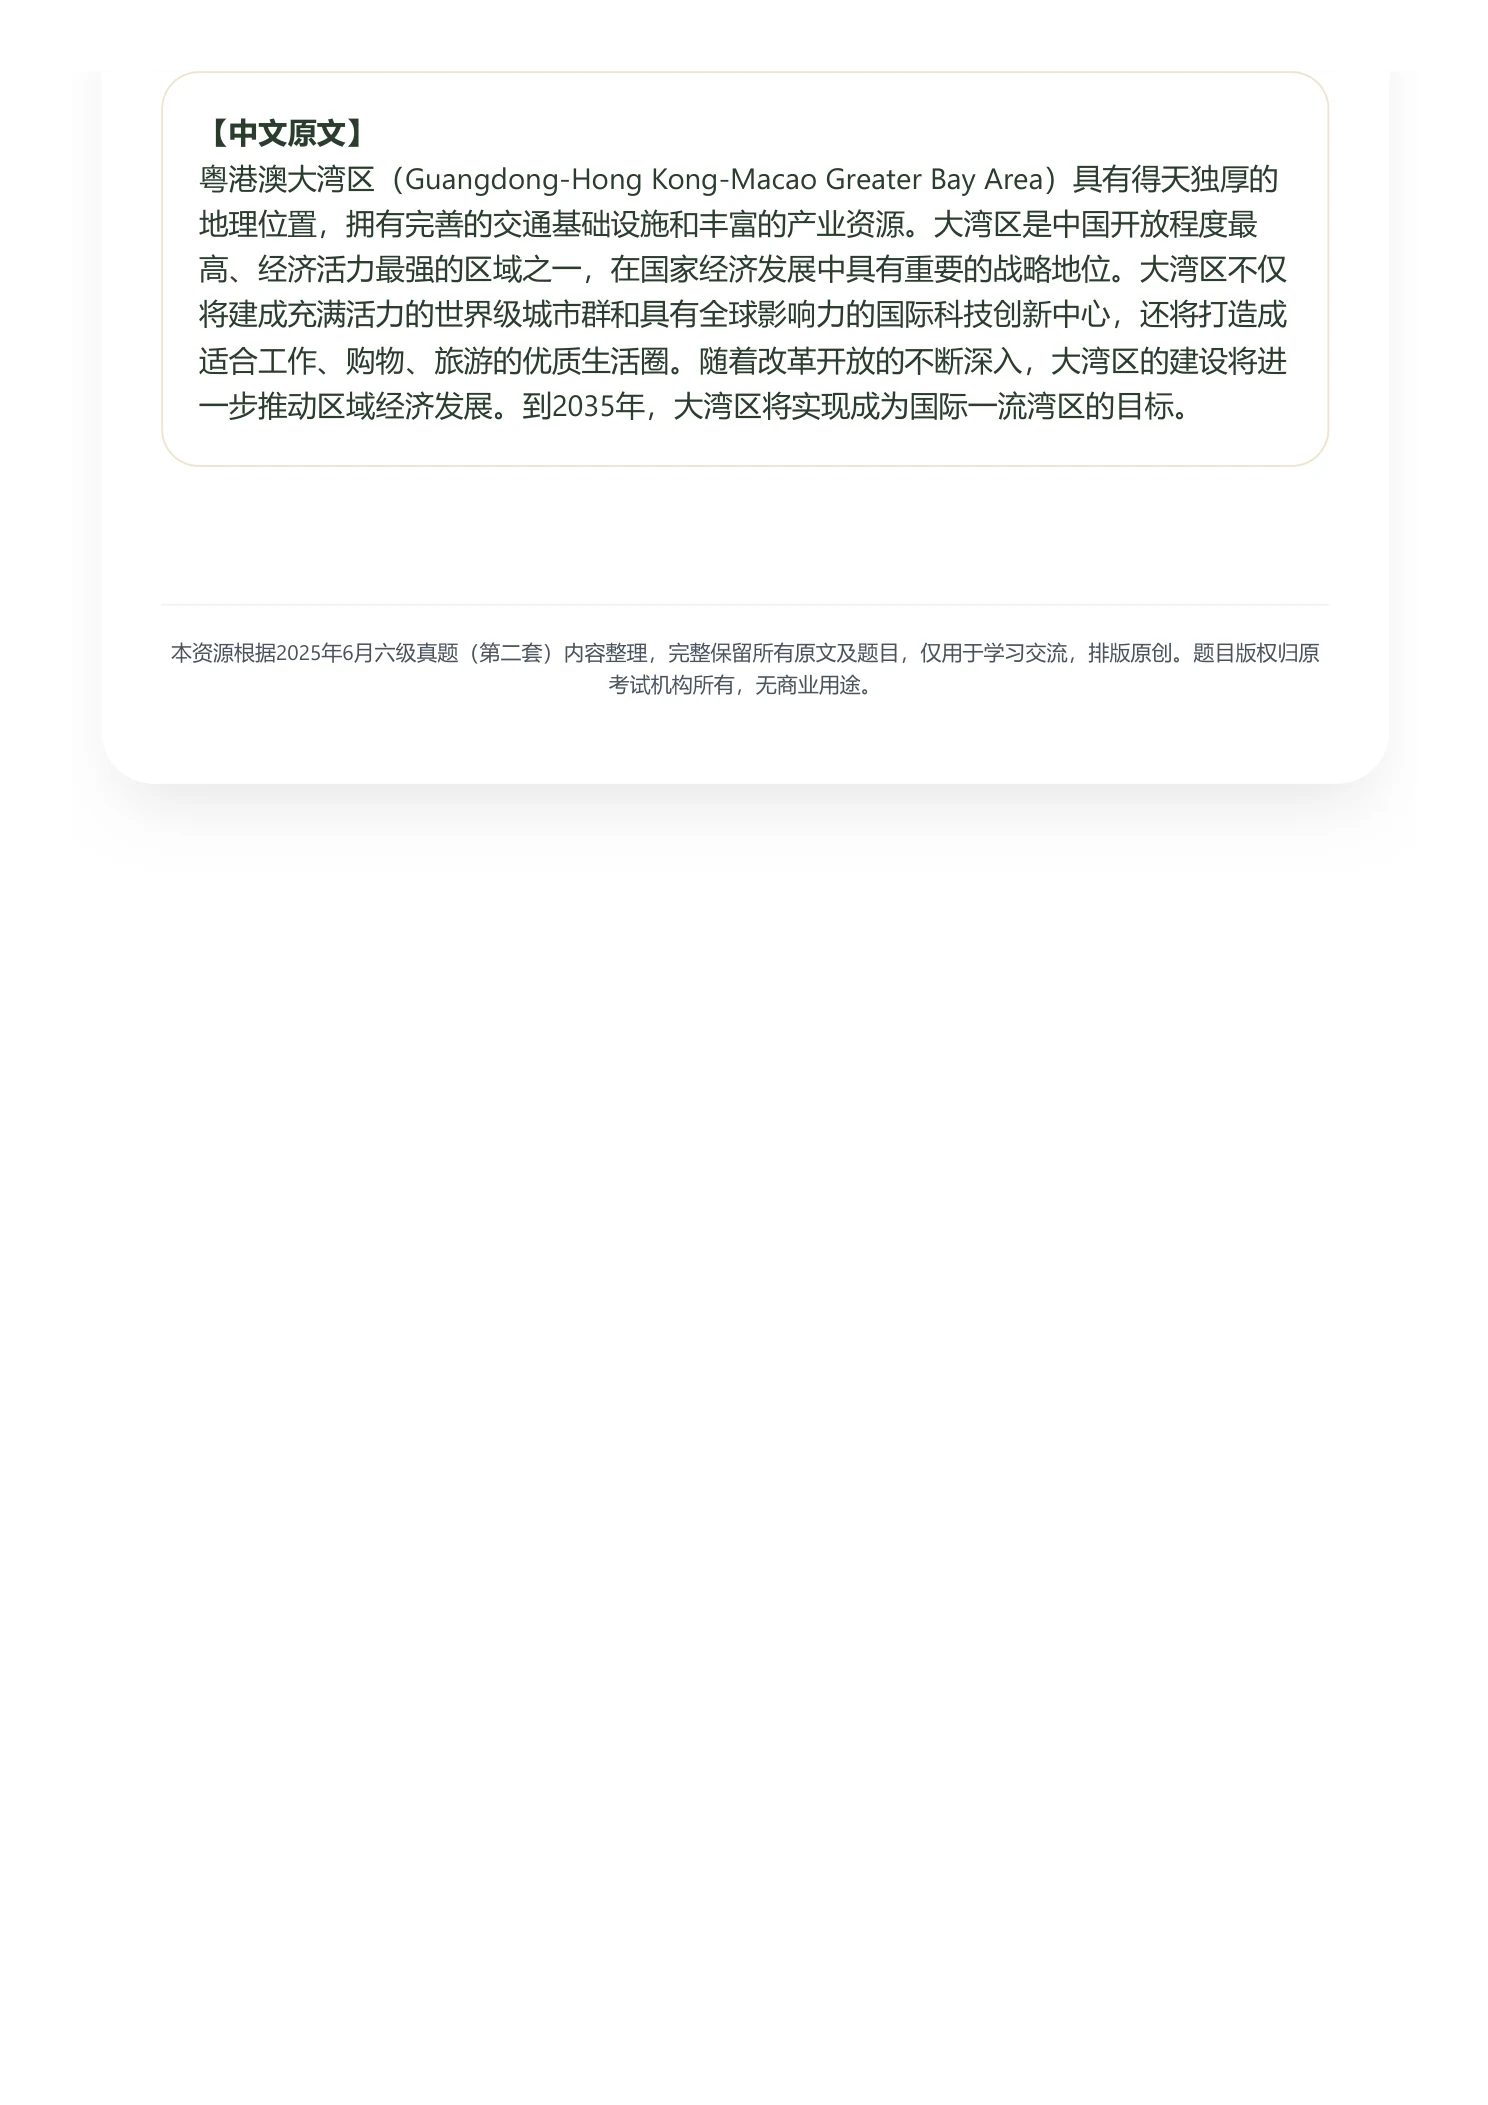 【中文原文】
粤港澳大湾区（Guangdong-Hong Kong-Macao Greater Bay Area）具有得天独厚的
地理位置，拥有完善的交通基础设施和丰富的产业资源。大湾区是中国开放程度最
高、经济活力最强的区域之一，在国家经济发展中具有重要的战略地位。大湾区不仅
将建成充满活力的世界级城市群和具有全球影响力的国际科技创新中心，还将打造成
适合工作、购物、旅游的优质生活圈。随着改革开放的不断深入，大湾区的建设将进
一步推动区域经济发展。到2035年，大湾区将实现成为国际一流湾区的目标。
本资源根据2025年6月六级真题（第二套）内容整理，完整保留所有原文及题目，仅用于学习交流，排版原创。题目版权归原
考试机构所有，无商业用途。